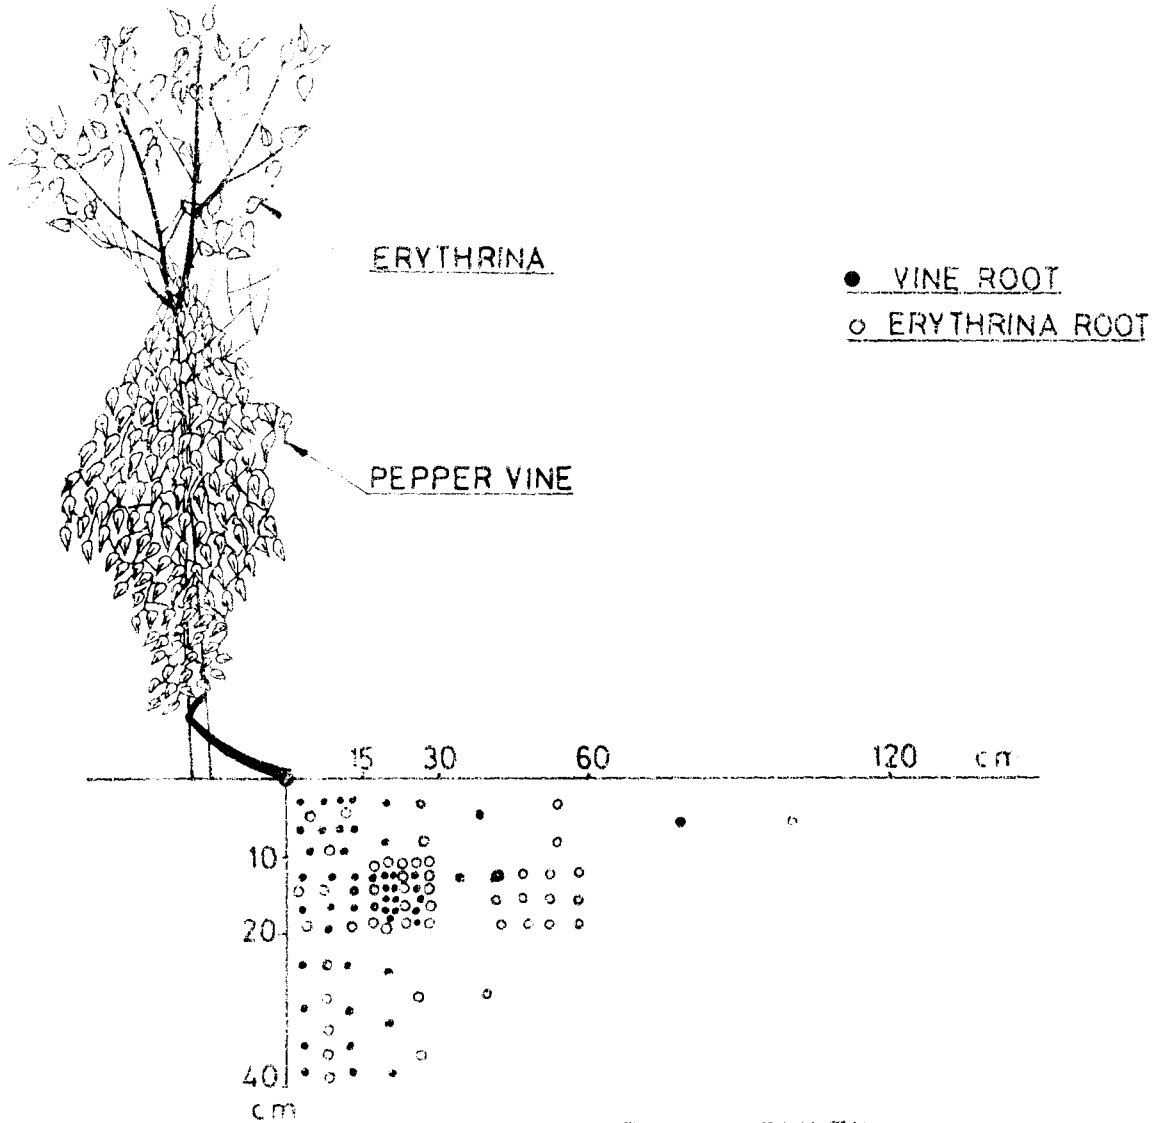 ERYTHRINA
● VINE ROOT
○ ERYTHRINA ROOT
PEPPER VINE
15 30 60 120 cm
10
20
40
cm